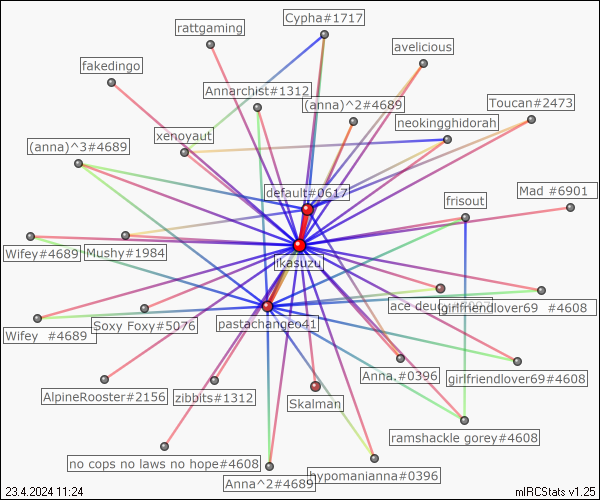 Cypha#1717
rattgaming
avelicious
fakedingo
Annarchist#1312
(anna)^2#4689
Toucan#2473
neokingghidorah
xenoyaut
(anna)^3#4689
default#0617
Mad #6901
frisout
Wifey#4689
Mushy#1984
ikasuzu
ace deu
girlfriendlover69 #4608
Soxy Foxy#5076
pastachangeo41
Wifey #4689
Anna,#0396
girlfriendlover69#4608
AlpineRooster#2156
zibbits#1312
Skalman
ramshackle gorey#4608
no cops no laws no hope#4608
hypomanianna#0396
Anna^2#4689
23.4.2024 11:24
mIRCStats v1.25